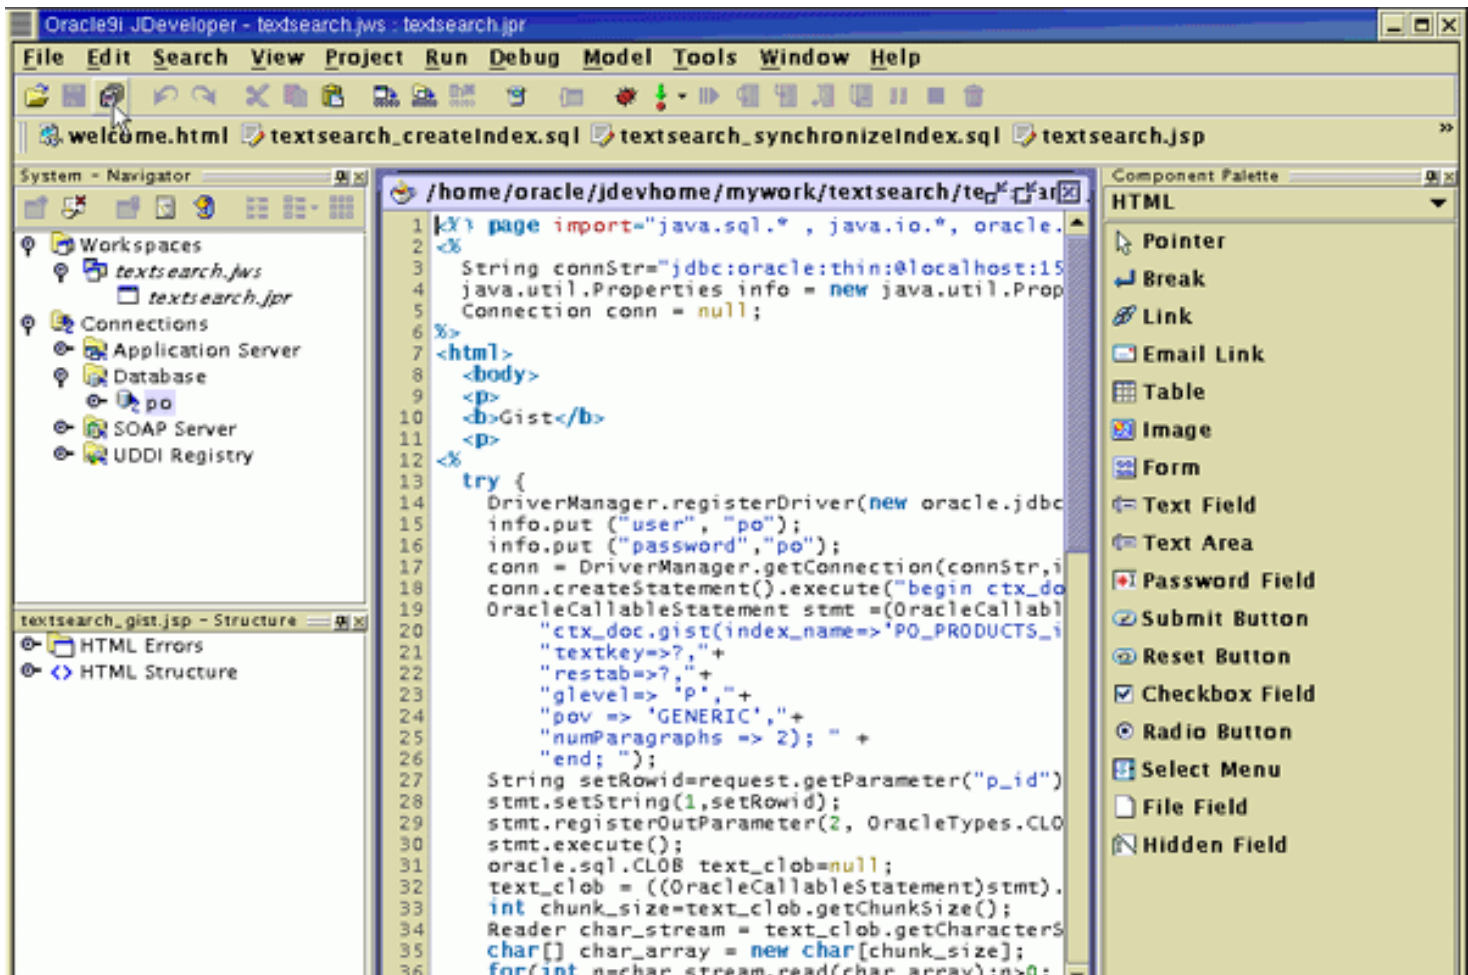 Oracle9i JDeveloper - textsearch.jws : textsearch.jpr
File Edit Search View Project Run Debug Model Tools Window Help
welcome.html textsearch_createIndex.sql textsearch_synchronizeIndex.sql textsearch.jsp »
System - Navigator
Workspaces
textsearch.jws
textsearch.jpr
Connections
Application Server
Database
po
SOAP Server
UDDI Registry
textsearch_gist.jsp - Structure
HTML Errors
HTML Structure
/home/oracle/jdevhome/mywork/textsearch/te
1 page import="java.sql.* , java.io.*, oracle.
2 <%
3 String connStr="jdbc:oracle:thin:@localhost:15
4 java.util.Properties info = new java.util.Prop
5 Connection conn = null;
6 %>
7 <html>
8 <body>
9 <p>
10 <b>Gist</b>
11 <p>
12 <%
13 try {
14 DriverManager.registerDriver(new oracle.jdbc
15 info.put ("user", "po");
16 info.put ("password","po");
17 conn = DriverManager.getConnection(connStr,i
18 conn.createStatement().execute("begin ctx_do
19 OracleCallableStatement stmt =(OracleCallabl
20 "ctx_doc.gist(index_name=>'PO_PRODUCTS_i
21 "textkey=>?,"+
22 "restab=>?,"+
23 "glevel=> 'P',"+
24 "pov => 'GENERIC',"+
25 "numParagraphs => 2); " +
26 "end; ");
27 String setRowid=request.getParameter("p_id")
28 stmt.setString(1,setRowid);
29 stmt.registerOutParameter(2, OracleTypes.CLO
30 stmt.execute();
31 oracle.sql.CLOB text_clob=null;
32 text_clob = ((OracleCallableStatement)stmt).
33 int chunk_size=text_clob.getChunkSize();
34 Reader char_stream = text_clob.getCharacterS
35 char[] char_array = new char[chunk_size];
36 for(int n=char_stream.read(char_array);n>0;
Component Palette
HTML
Pointer
Break
Link
Email Link
Table
Image
Form
Text Field
Text Area
Password Field
Submit Button
Reset Button
Checkbox Field
Radio Button
Select Menu
File Field
Hidden Field